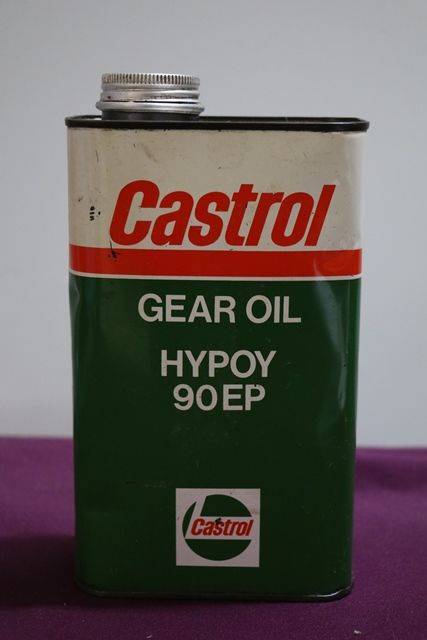 Castrol
GEAR OIL
HYPOY
90EP
Castrol